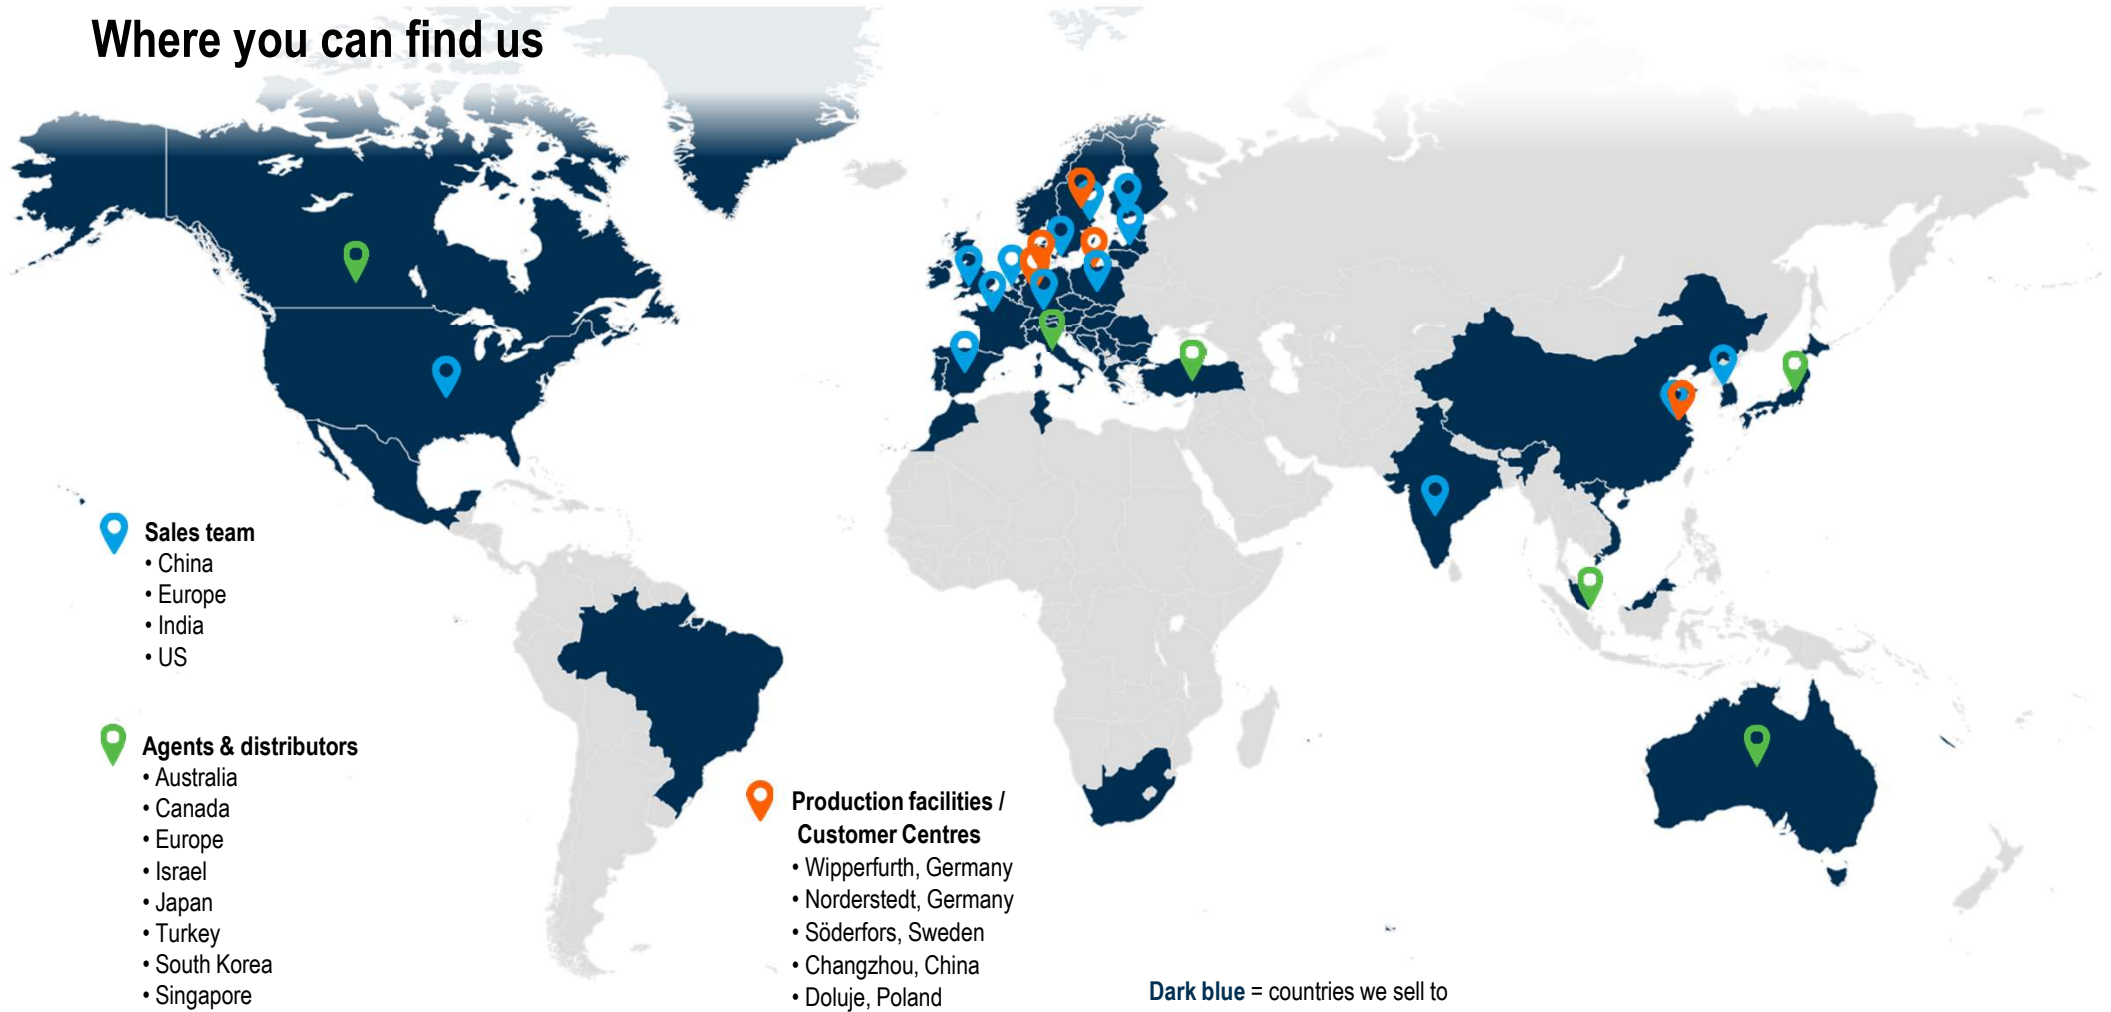 Where you can find us
Sales team
• China
• Europe
• India
• US
Agents & distributors
• Australia
• Canada
• Europe
• Israel
• Japan
• Turkey
• South Korea
• Singapore
Production facilities /
Customer Centres
• Wipperfurth, Germany
• Norderstedt, Germany
• Söderfors, Sweden
• Changzhou, China
• Doluje, Poland
Dark blue = countries we sell to